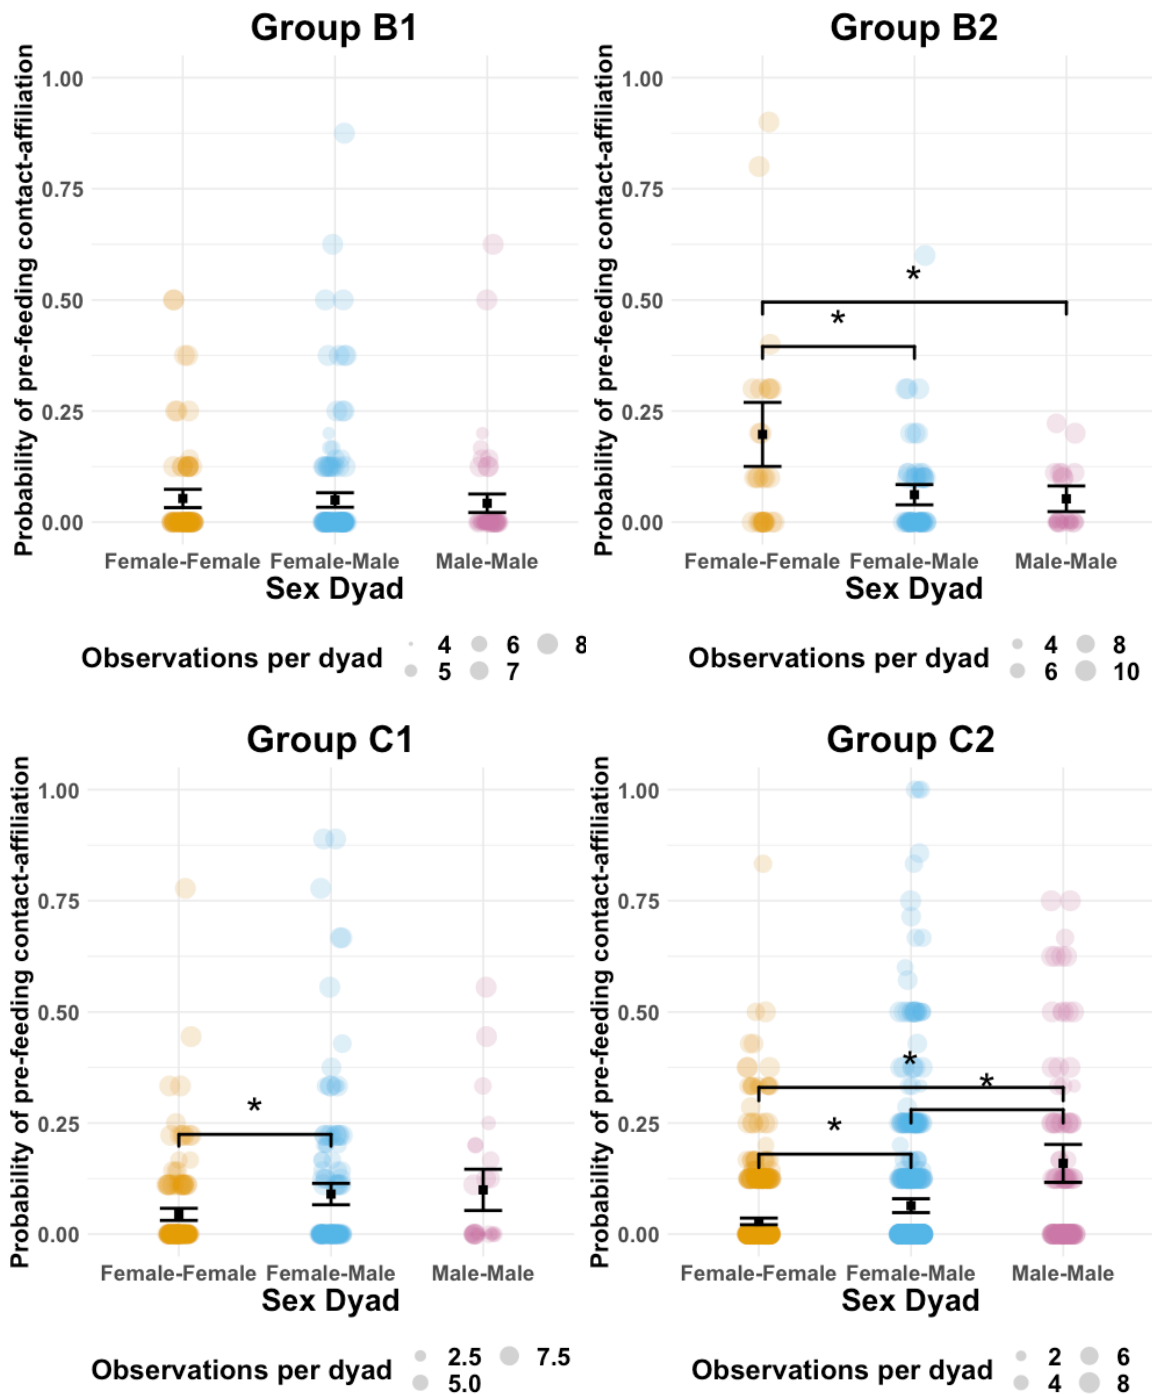 Group B1
Probability of pre-feeding contact-affiliation
1.00
0.75
0.50
0.25
0.00
Female-Female Female-Male Male-Male
Sex Dyad
Observations per dyad 4 6 8
5 7
Group B2
Probability of pre-feeding contact-affiliation
1.00
0.75
0.50
0.25
0.00
*
*
Female-Female Female-Male Male-Male
Sex Dyad
Observations per dyad 4 8
6 10
Group C1
Probability of pre-feeding contact-affiliation
1.00
0.75
0.50
0.25
0.00
*
Female-Female Female-Male Male-Male
Sex Dyad
Observations per dyad 2.5 7.5
5.0
Group C2
Probability of pre-feeding contact-affiliation
1.00
0.75
0.50
0.25
0.00
*
*
*
Female-Female Female-Male Male-Male
Sex Dyad
Observations per dyad 2 6
4 8